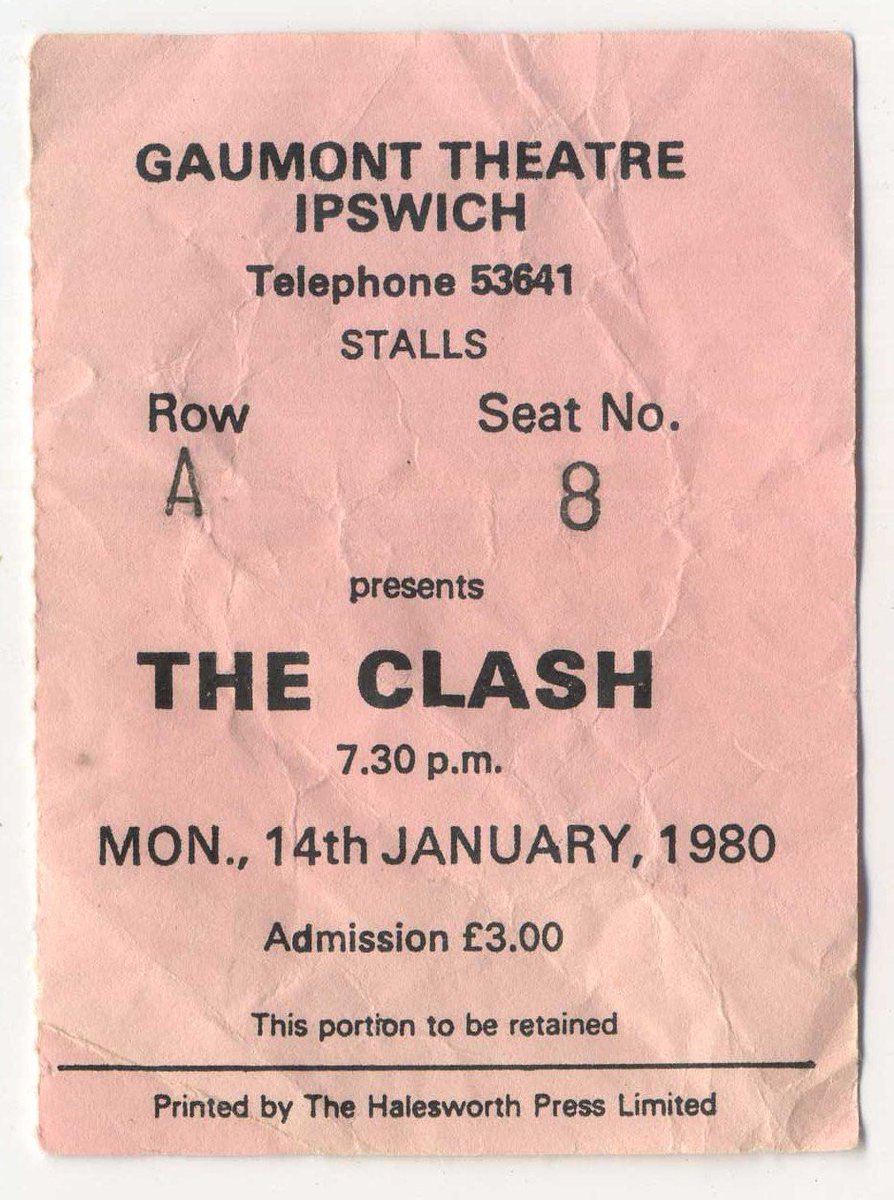 GAUMONT THEATRE
IPSWICH
Telephone 53641
STALLS
Row Seat No.
A 8
presents
THE CLASH
7.30 p.m.
MON., 14th JANUARY, 1980
Admission £3.00
This portion to be retained
Printed by The Halesworth Press Limited